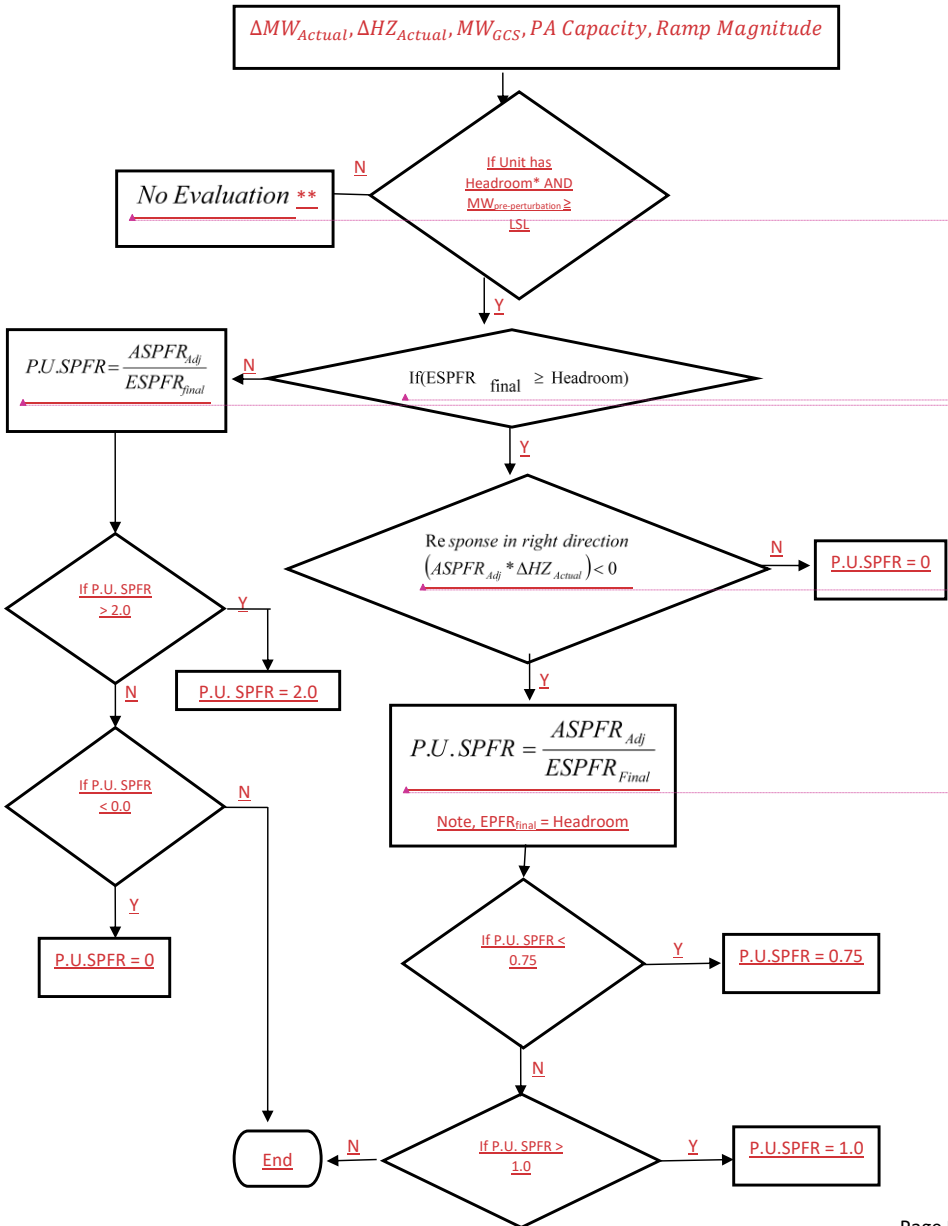 ΔMW_Actual, ΔHZ_Actual, MW_GCS, PA Capacity, Ramp Magnitude
If Unit has
Headroom* AND
MW_pre-perturbation ≥
LSL
N
No Evaluation **
Y
If(ESPFR _final ≥ Headroom)
N
P.U.SPFR = ASPFR_Adj / ESPFR_final
Y
Re sponse in right direction
(ASPFR_Adj * ΔHZ_Actual) < 0
N
P.U.SPFR = 0
If P.U. SPFR
> 2.0
Y
P.U. SPFR = 2.0
N
Y
P.U.SPFR = ASPFR_Adj / ESPFR_Final
Note, EPFR_final = Headroom
If P.U. SPFR
< 0.0
N
Y
P.U.SPFR = 0
If P.U. SPFR <
0.75
Y
P.U.SPFR = 0.75
N
If P.U. SPFR >
1.0
N
End
Y
P.U.SPFR = 1.0
Page